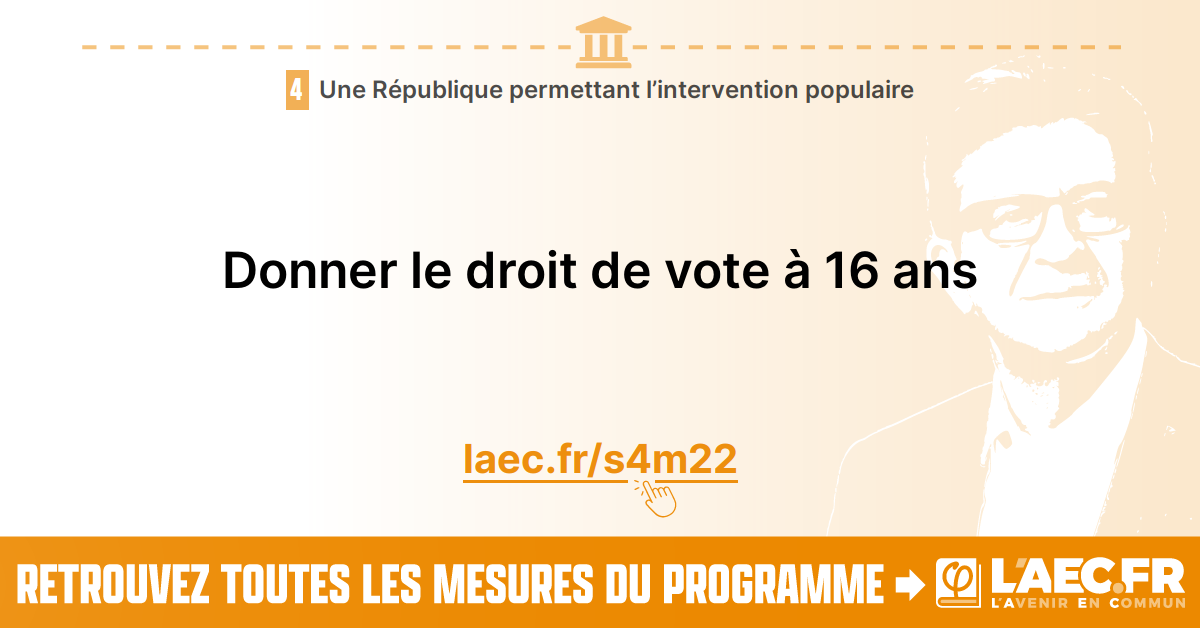 4 Une République permettant l’intervention populaire
Donner le droit de vote à 16 ans
laec.fr/s4m22
RETROUVEZ TOUTES LES MESURES DU PROGRAMME
φ L'AEC.FR
L'AVENIR EN COMMUN